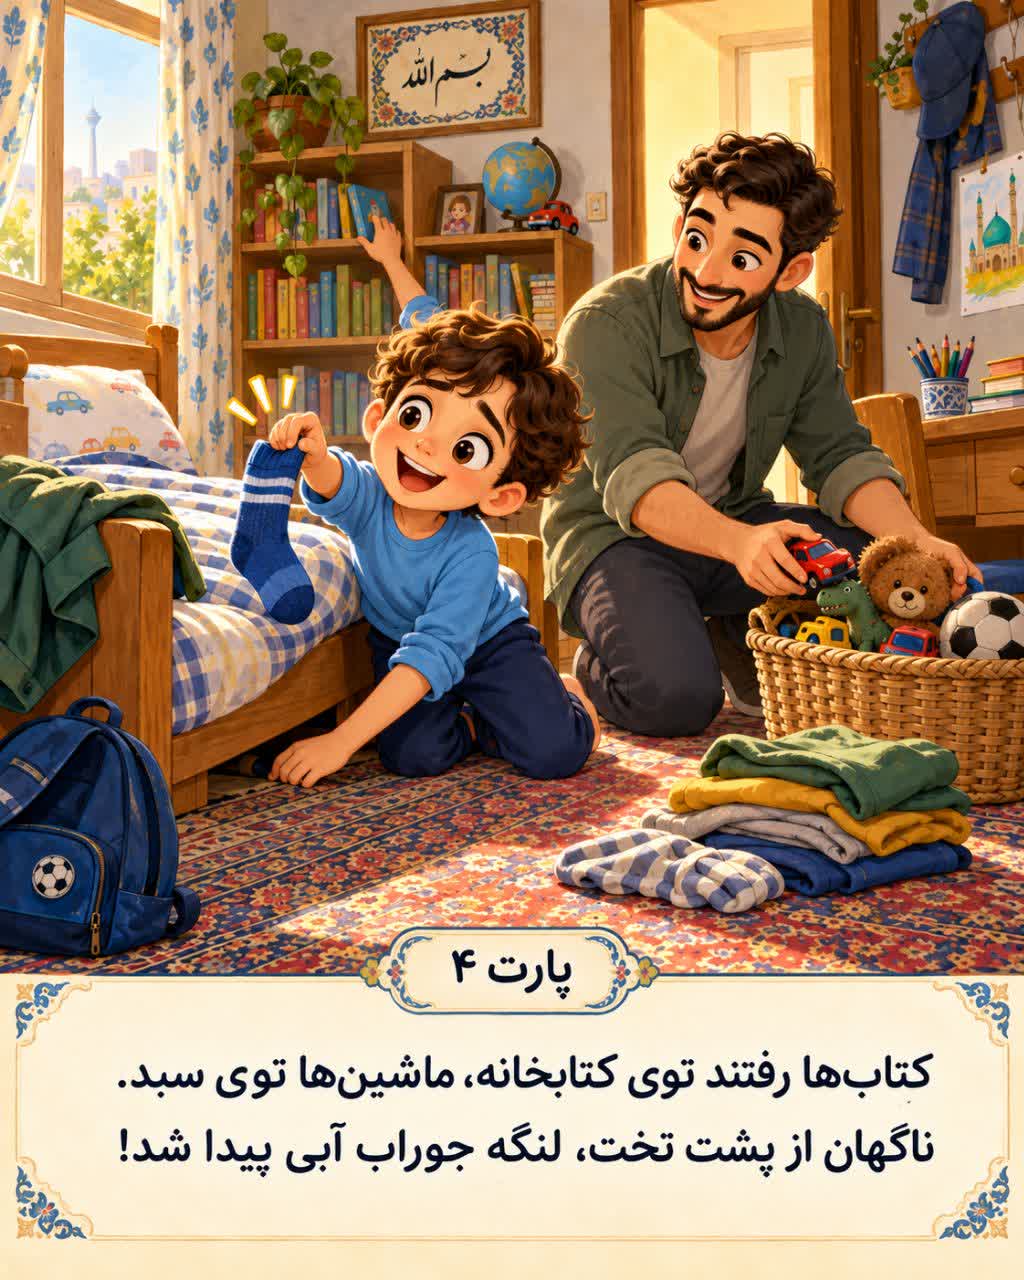 بسم الله
پارت ۴
کتاب‌ها رفتند توی کتابخانه، ماشین‌ها توی سبد.
ناگهان از پشت تخت، لنگه جوراب آبی پیدا شد!